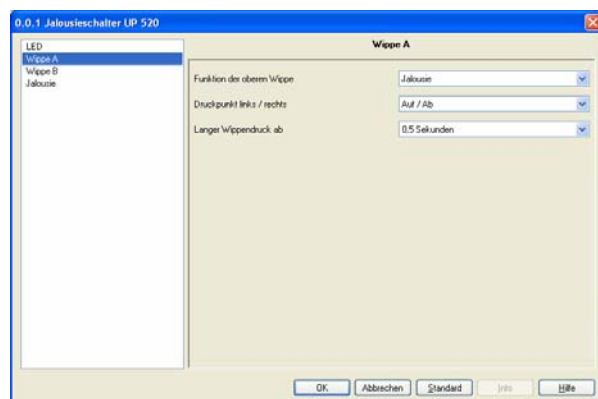 0.0.1 Jalousieschalter UP 520
LED
Wippe A
Wippe B
Jalousie
Wippe A
Funktion der oberen Wippe
Jalousie
Druckpunkt links / rechts
Auf / Ab
Langer Wippendruck ab
0.5 Sekunden
OK
Abbrechen
Standard
Info
Hilfe